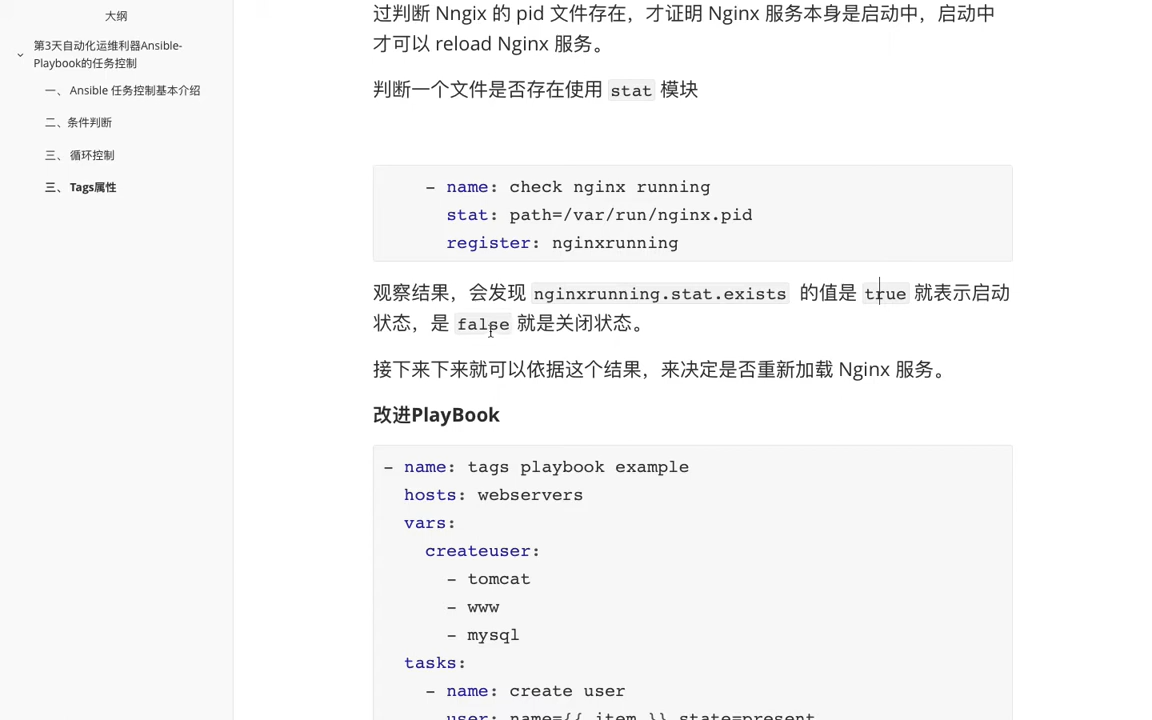 大纲
第3天自动化运维利器Ansible-
Playbook的任务控制
一、 Ansible 任务控制基本介绍
二、条件判断
三、 循环控制
三、 Tags属性
过判断 Nngix 的 pid 文件存在，才证明 Nginx 服务本身是启动中，启动中
才可以 reload Nginx 服务。
判断一个文件是否存在使用 stat 模块
- name: check nginx running
stat: path=/var/run/nginx.pid
register: nginxrunning
观察结果，会发现 nginxrunning.stat.exists 的值是 true 就表示启动
状态，是 false 就是关闭状态。
接下来下来就可以依据这个结果，来决定是否重新加载 Nginx 服务。
改进PlayBook
- name: tags playbook example
hosts: webservers
vars:
createuser:
- tomcat
- www
- mysql
tasks:
- name: create user
user: name={{ item }} state=present